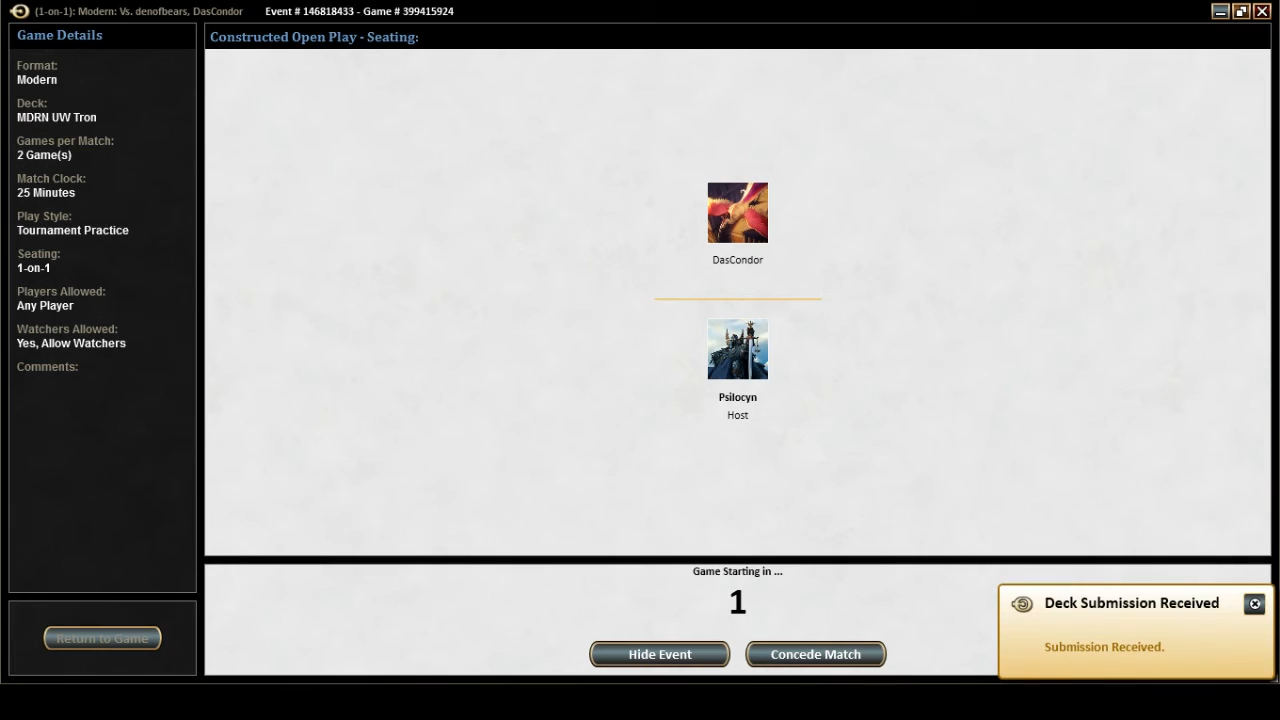 (1-on-1): Modern: Vs. denofbears, DasCondor
Event # 146818433 - Game # 399415924
Game Details
Format:
Modern
Deck:
MDRN UW Tron
Games per Match:
2 Game(s)
Match Clock:
25 Minutes
Play Style:
Tournament Practice
Seating:
1-on-1
Players Allowed:
Any Player
Watchers Allowed:
Yes, Allow Watchers
Comments:
Return to Game
Constructed Open Play - Seating:
DasCondor
Psilocyn
Host
Game Starting in ...
1
Hide Event
Concede Match
Deck Submission Received
Submission Received.